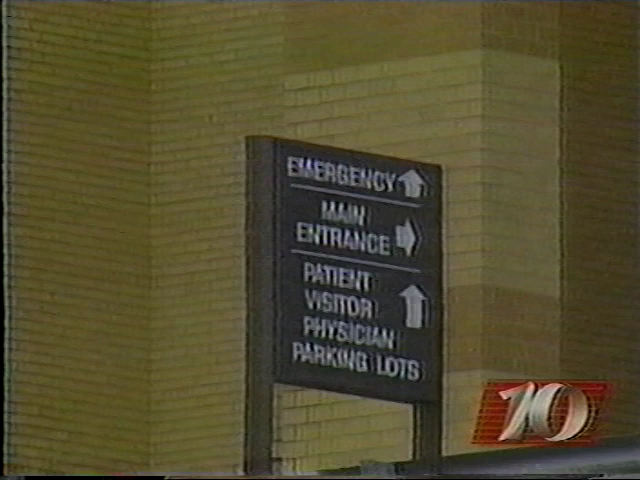 EMERGENCY
MAIN
ENTRANCE
PATIENT
VISITOR
PHYSICIAN
PARKING LOTS
10